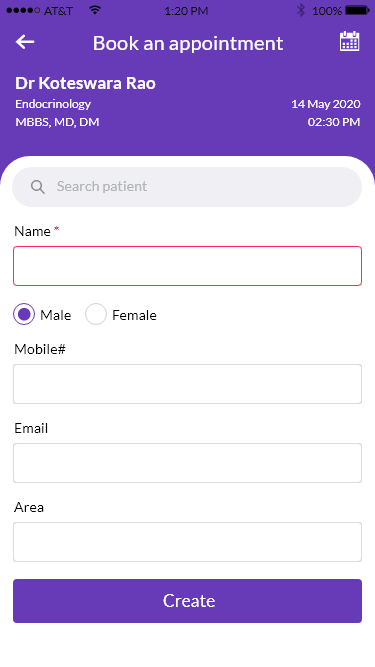 AT&T 1:20 PM 100%
Book an appointment
Dr Koteswara Rao
Endocrinology 14 May 2020
MBBS, MD, DM 02:30 PM
Search patient
Name *
Male Female
Mobile#
Email
Area
Create